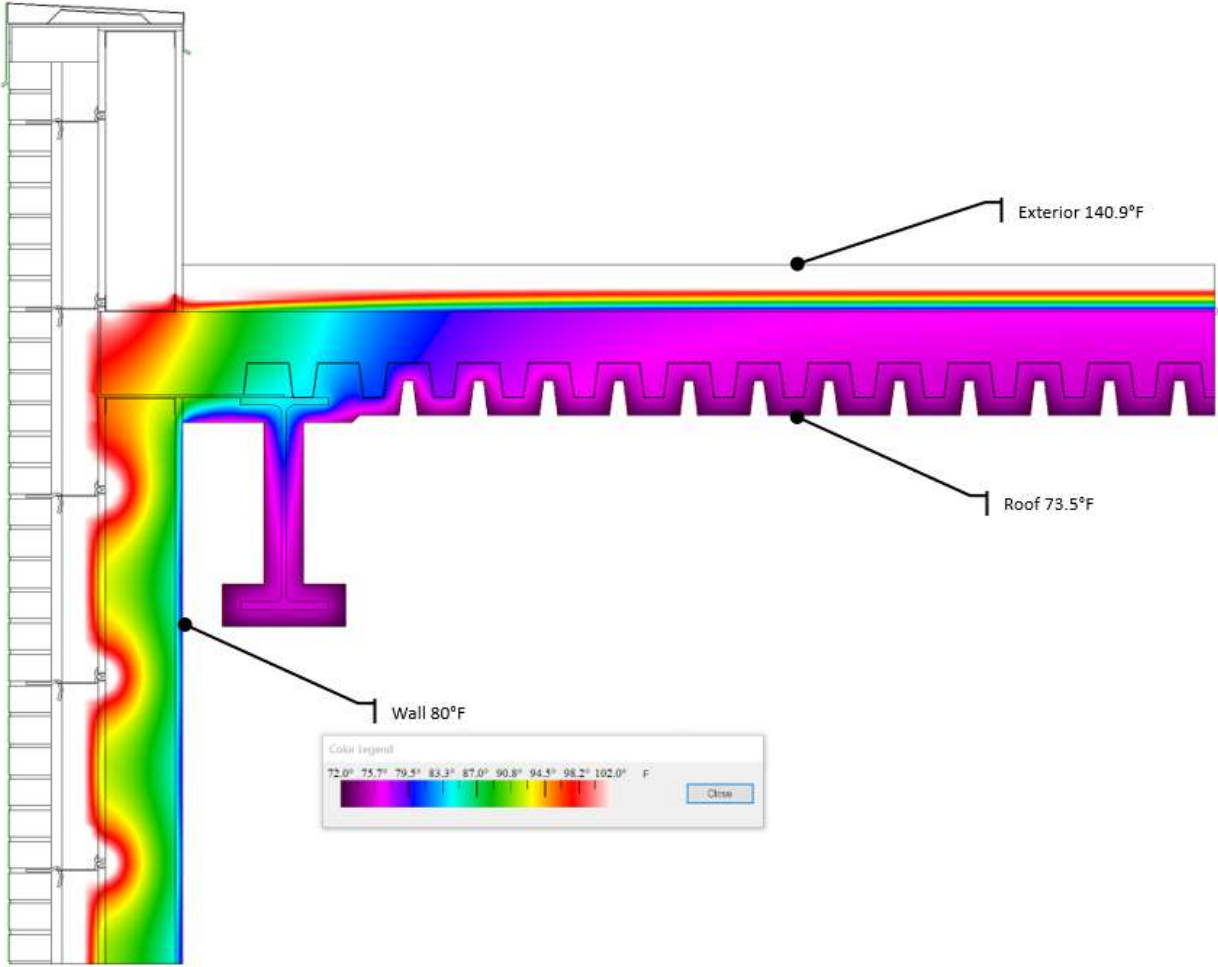 Exterior 140.9°F
Roof 73.5°F
Wall 80°F
Color Legend
72.0° 75.7° 79.5° 83.3° 87.0° 90.8° 94.5° 98.2° 102.0° F
Close